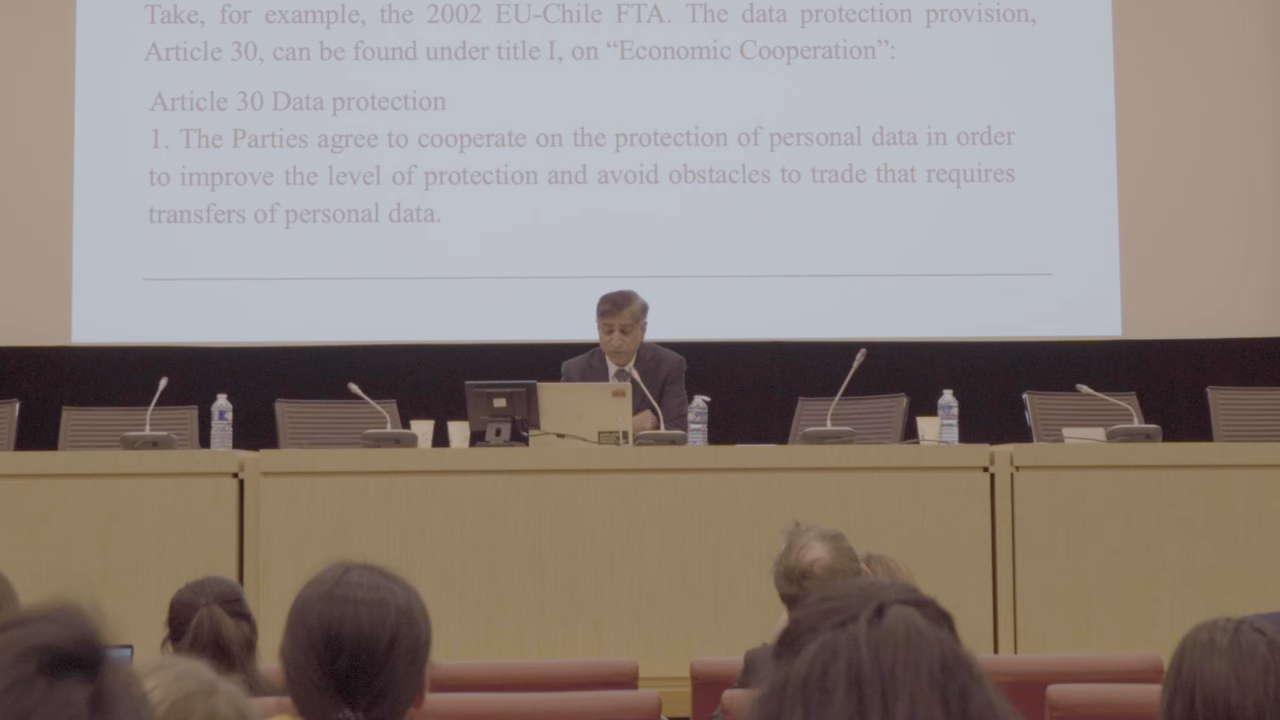 Take, for example, the 2002 EU-Chile FTA. The data protection provision,
Article 30, can be found under title I, on “Economic Cooperation”:
Article 30 Data protection
1. The Parties agree to cooperate on the protection of personal data in order
to improve the level of protection and avoid obstacles to trade that requires
transfers of personal data.